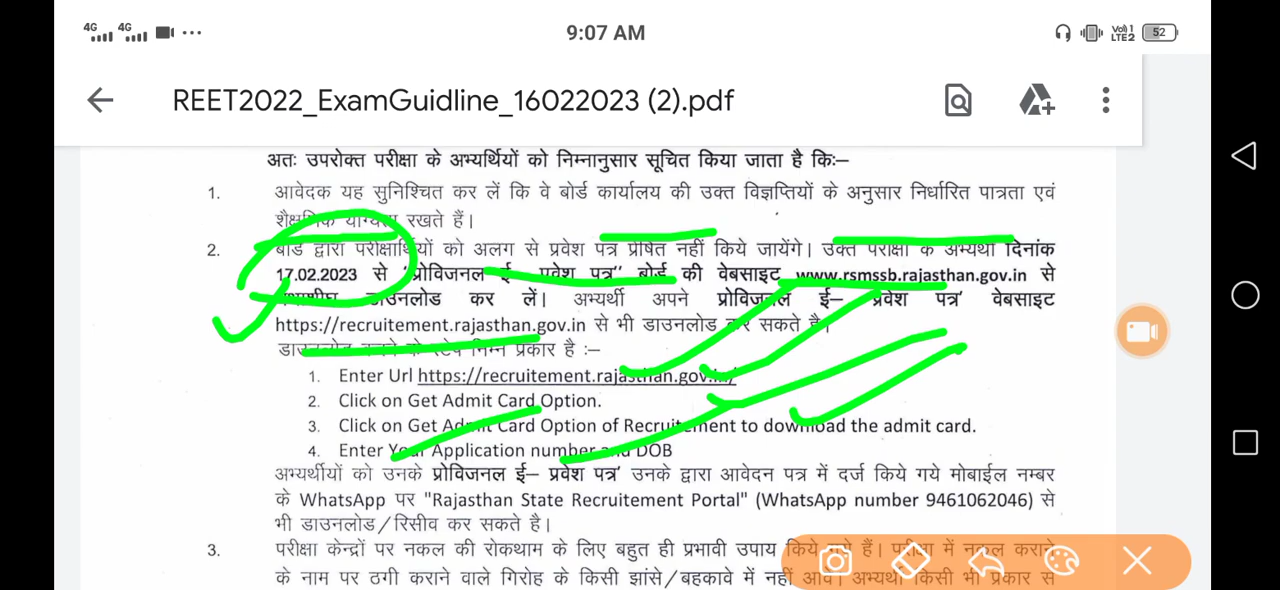 4G 4G 9:07 AM Vo) 1 LTE2 52
REET2022_ExamGuidline_16022023 (2).pdf
अतः उपरोक्त परीक्षा के अभ्यर्थियों को निम्नानुसार सूचित किया जाता है किः–
1. आवेदक यह सुनिश्चित कर लें कि वे बोर्ड कार्यालय की उक्त विज्ञप्तियों के अनुसार निर्धारित पात्रता एवं
शैक्षणिक योग्यता रखते हैं।
2. बोर्ड द्वारा परीक्षार्थियों को अलग से प्रवेश पत्र प्रेषित नहीं किये जायेंगे। उक्त परीक्षा के अभ्यर्थी दिनांक
17.02.2023 से "प्रोविजनल ई– प्रवेश पत्र" बोर्ड की वेबसाइट www.rsmssb.rajasthan.gov.in से
डाउनलोड कर लें। अभ्यर्थी अपने प्रोविजनल ई– प्रवेश पत्र' वेबसाइट
https://recruitement.rajasthan.gov.in से भी डाउनलोड कर सकते है।
डाउनलोड करने के स्टेप निम्न प्रकार है :–
1. Enter Url https://recruitement.rajasthan.gov.in/
2. Click on Get Admit Card Option.
3. Click on Get Admit Card Option of Recruitement to download the admit card.
4. Enter Your Application number and DOB
अभ्यर्थीयों को उनके प्रोविजनल ई– प्रवेश पत्र' उनके द्वारा आवेदन पत्र में दर्ज किये गये मोबाईल नम्बर
के WhatsApp पर "Rajasthan State Recruitement Portal" (WhatsApp number 9461062046) से
भी डाउनलोड/रिसीव कर सकते है।
3. परीक्षा केन्द्रों पर नकल की रोकथाम के लिए बहुत ही प्रभावी उपाय किये गये हैं। परीक्षा में नकल कराने
के नाम पर ठगी कराने वाले गिरोह के किसी झांसे/बहकावे में नहीं आवें। अभ्यर्थी किसी भी प्रकार से